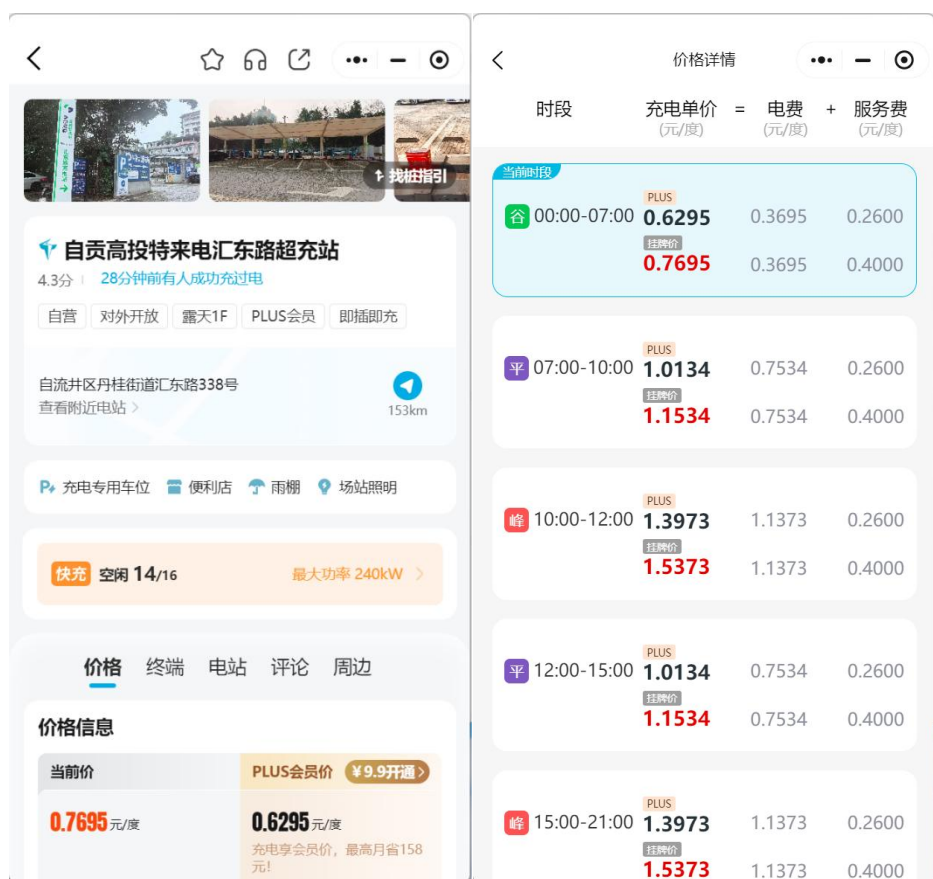 找桩指引
自贡高投特来电汇东路超充站
4.3分 28分钟前有人成功充过电
自营 对外开放 露天1F PLUS会员 即插即充
自流井区丹桂街道汇东路338号
查看附近电站
153km
充电专用车位 便利店 雨棚 场站照明
快充 空闲 14/16 最大功率 240kW
价格 终端 电站 评论 周边
价格信息
当前价 PLUS会员价 ¥9.9开通
0.7695元/度 0.6295元/度
充电享会员价，最高月省158
元!
价格详情
时段 充电单价 = 电费 + 服务费
(元/度) (元/度) (元/度)
当前时段
PLUS
谷 00:00-07:00 0.6295 0.3695 0.2600
挂牌价
0.7695 0.3695 0.4000
PLUS
平 07:00-10:00 1.0134 0.7534 0.2600
挂牌价
1.1534 0.7534 0.4000
PLUS
峰 10:00-12:00 1.3973 1.1373 0.2600
挂牌价
1.5373 1.1373 0.4000
PLUS
平 12:00-15:00 1.0134 0.7534 0.2600
挂牌价
1.1534 0.7534 0.4000
PLUS
峰 15:00-21:00 1.3973 1.1373 0.2600
挂牌价
1.5373 1.1373 0.4000